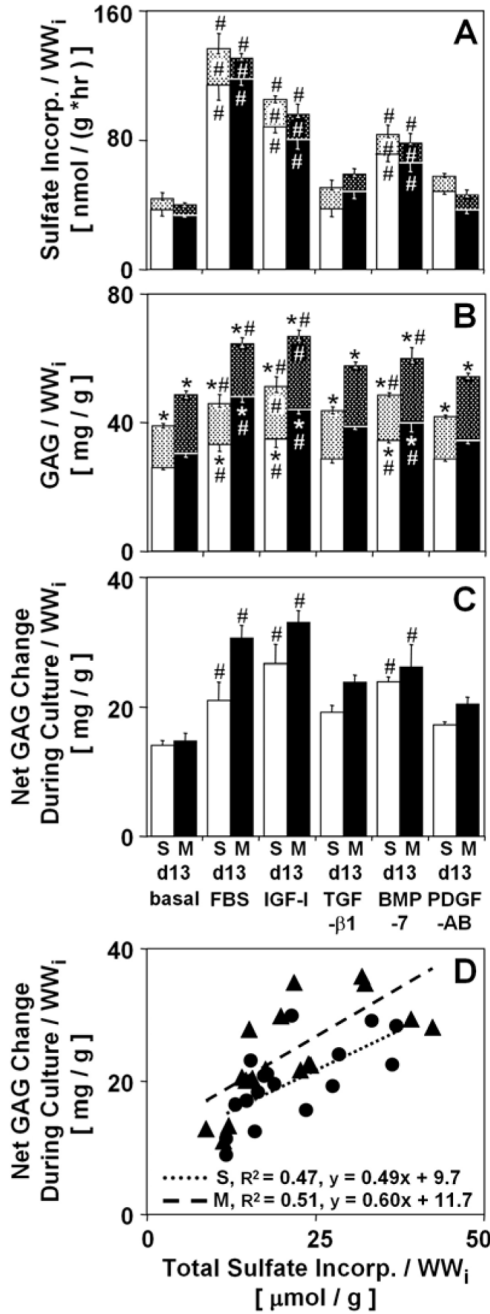 A
Sulfate Incorp. / WWi
[ nmol / (g *hr) ]
160
80
0
# # # #
# # # # # #
# # # # # #
B
GAG / WWi
[ mg / g ]
80
40
0
* * *# *# *# *# * * *# *# * *
# #
*# *# *# *# *# *#
C
Net GAG Change
During Culture / WWi
[ mg / g ]
40
20
0
# # # # # #
S M S M S M S M S M S M
d13 d13 d13 d13 d13 d13
basal FBS IGF-I TGF BMP PDGF
-β1 -7 -AB
D
Net GAG Change
During Culture / WWi
[ mg / g ]
40
20
0
S, R² = 0.47, y = 0.49x + 9.7
M, R² = 0.51, y = 0.60x + 11.7
0 25 50
Total Sulfate Incorp. / WWi
[ μmol / g ]